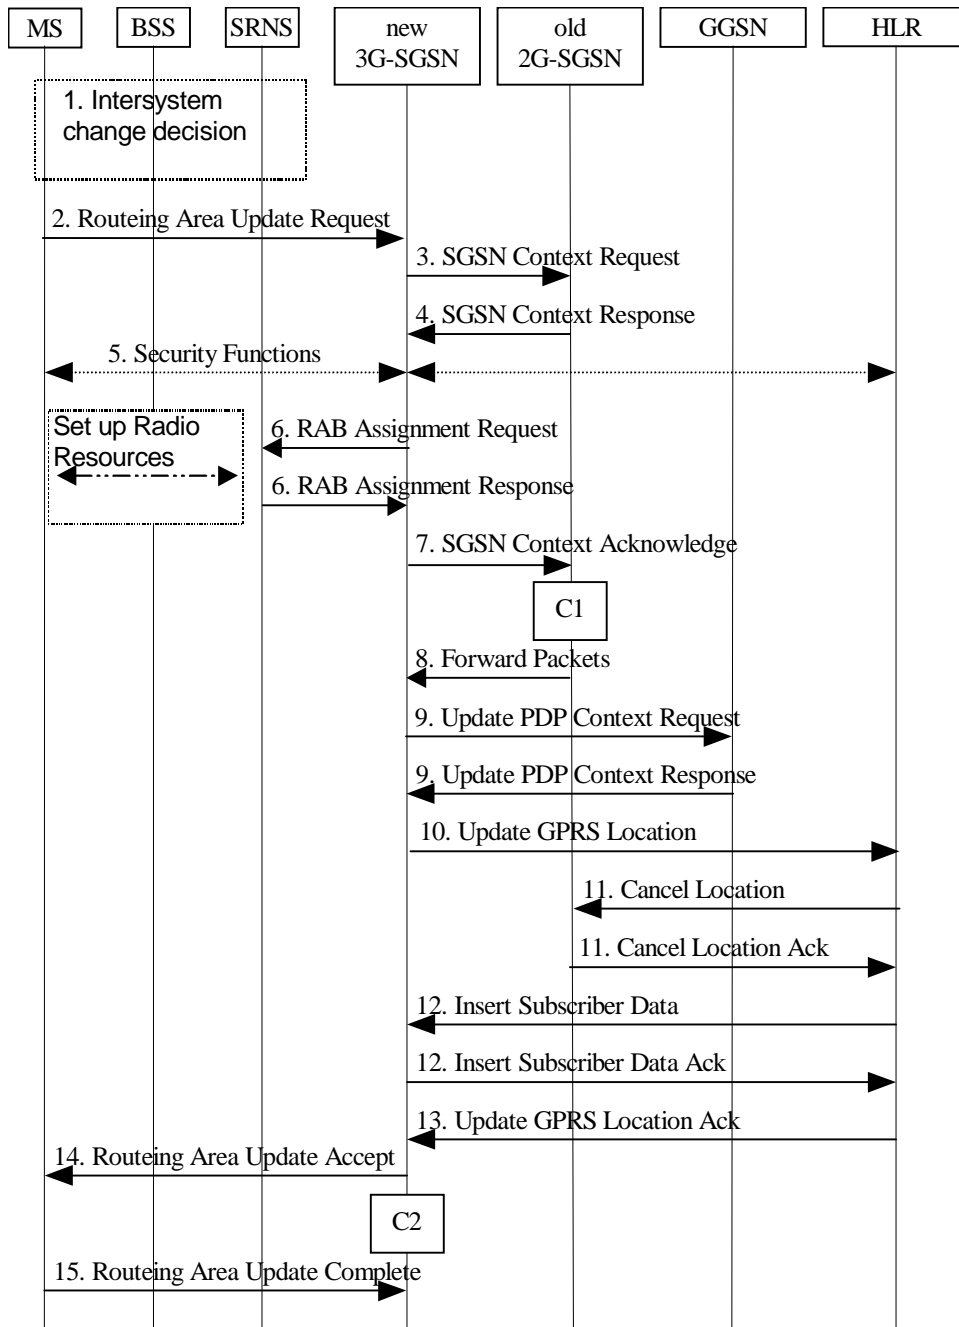 MS
BSS
SRNS
new
3G-SGSN
old
2G-SGSN
GGSN
HLR
1. Intersystem
change decision
2. Routeing Area Update Request
3. SGSN Context Request
4. SGSN Context Response
5. Security Functions
Set up Radio
Resources
6. RAB Assignment Request
6. RAB Assignment Response
7. SGSN Context Acknowledge
C1
8. Forward Packets
9. Update PDP Context Request
9. Update PDP Context Response
10. Update GPRS Location
11. Cancel Location
11. Cancel Location Ack
12. Insert Subscriber Data
12. Insert Subscriber Data Ack
13. Update GPRS Location Ack
14. Routeing Area Update Accept
C2
15. Routeing Area Update Complete